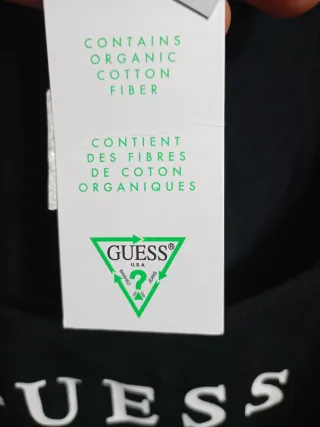 CONTAINS
ORGANIC
COTTON
FIBER
CONTIENT
DES FIBRES
DE COTON
ORGANIQUES
GUESS®
U.S.A.
?
UESS